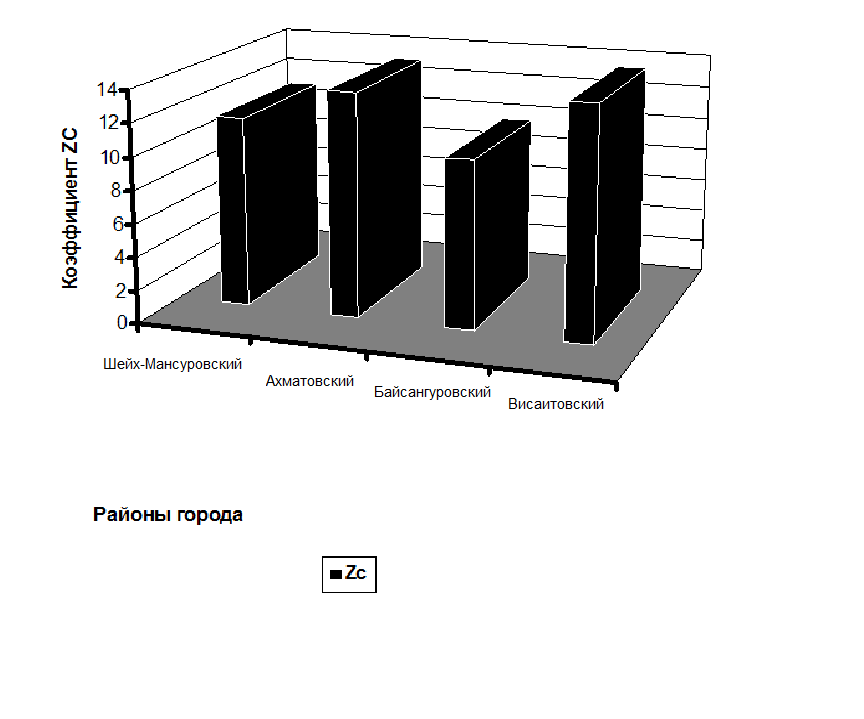 14
12
10
8
6
4
2
0
Коэффициент ZC
Шейх-Мансуровский
Ахматовский
Байсангуровский
Висаитовский
Районы города
Zc